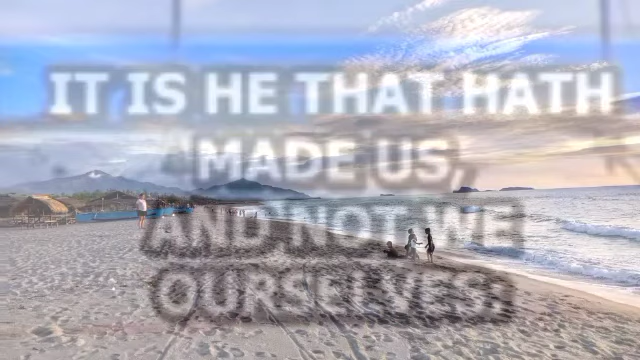 IT IS HE THAT HATH
MADE US,
AND NOT WE
OURSELVES: